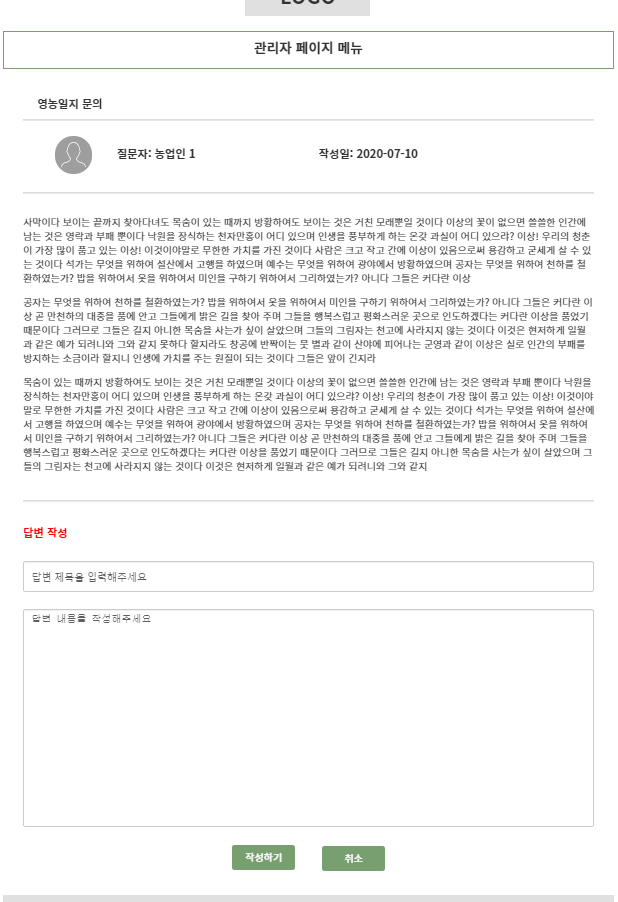 LOGO
관리자 페이지 메뉴
영농일지 문의
질문자: 농업인 1
작성일: 2020-07-10
사막이다 보이는 끝까지 찾아다녀도 목숨이 있는 때까지 방황하여도 보이는 것은 거친 모래뿐일 것이다 이상의 꽃이 없으면 쓸쓸한 인간에
남는 것은 영락과 부패 뿐이다 낙원을 장식하는 천자만홍이 어디 있으며 인생을 풍부하게 하는 온갖 과실이 어디 있으랴? 이상! 우리의 청춘
이 가장 많이 품고 있는 이상! 이것이야말로 무한한 가치를 가진 것이다 사람은 크고 작고 간에 이상이 있음으로써 용감하고 굳세게 살 수 있
는 것이다 석가는 무엇을 위하여 설산에서 고행을 하였으며 예수는 무엇을 위하여 광야에서 방황하였으며 공자는 무엇을 위하여 천하를 철
환하였는가? 밥을 위하여서 옷을 위하여서 미인을 구하기 위하여서 그리하였는가? 아니다 그들은 커다란 이상
공자는 무엇을 위하여 천하를 철환하였는가? 밥을 위하여서 옷을 위하여서 미인을 구하기 위하여서 그리하였는가? 아니다 그들은 커다란 이
상 곧 만천하의 대중을 품에 안고 그들에게 밝은 길을 찾아 주며 그들을 행복스럽고 평화스러운 곳으로 인도하겠다는 커다란 이상을 품었기
때문이다 그러므로 그들은 길지 아니한 목숨을 사는가 싶이 살았으며 그들의 그림자는 천고에 사라지지 않는 것이다 이것은 현저하게 일월
과 같은 예가 되려니와 그와 같지 못하다 할지라도 창공에 반짝이는 뭇 별과 같이 산야에 피어나는 군영과 같이 이상은 실로 인간의 부패를
방지하는 소금이라 할지니 인생에 가치를 주는 원질이 되는 것이다 그들은 앞이 긴지라
목숨이 있는 때까지 방황하여도 보이는 것은 거친 모래뿐일 것이다 이상의 꽃이 없으면 쓸쓸한 인간에 남는 것은 영락과 부패 뿐이다 낙원을
장식하는 천자만홍이 어디 있으며 인생을 풍부하게 하는 온갖 과실이 어디 있으랴? 이상! 우리의 청춘이 가장 많이 품고 있는 이상! 이것이야
말로 무한한 가치를 가진 것이다 사람은 크고 작고 간에 이상이 있음으로써 용감하고 굳세게 살 수 있는 것이다 석가는 무엇을 위하여 설산에
서 고행을 하였으며 예수는 무엇을 위하여 광야에서 방황하였으며 공자는 무엇을 위하여 천하를 철환하였는가? 밥을 위하여서 옷을 위하여
서 미인을 구하기 위하여서 그리하였는가? 아니다 그들은 커다란 이상 곧 만천하의 대중을 품에 안고 그들에게 밝은 길을 찾아 주며 그들을
행복스럽고 평화스러운 곳으로 인도하겠다는 커다란 이상을 품었기 때문이다 그러므로 그들은 길지 아니한 목숨을 사는가 싶이 살았으며 그
들의 그림자는 천고에 사라지지 않는 것이다 이것은 현저하게 일월과 같은 예가 되려니와 그와 같지
답변 작성
답변 제목을 입력해주세요
답변 내용을 작성해주세요
작성하기
취소